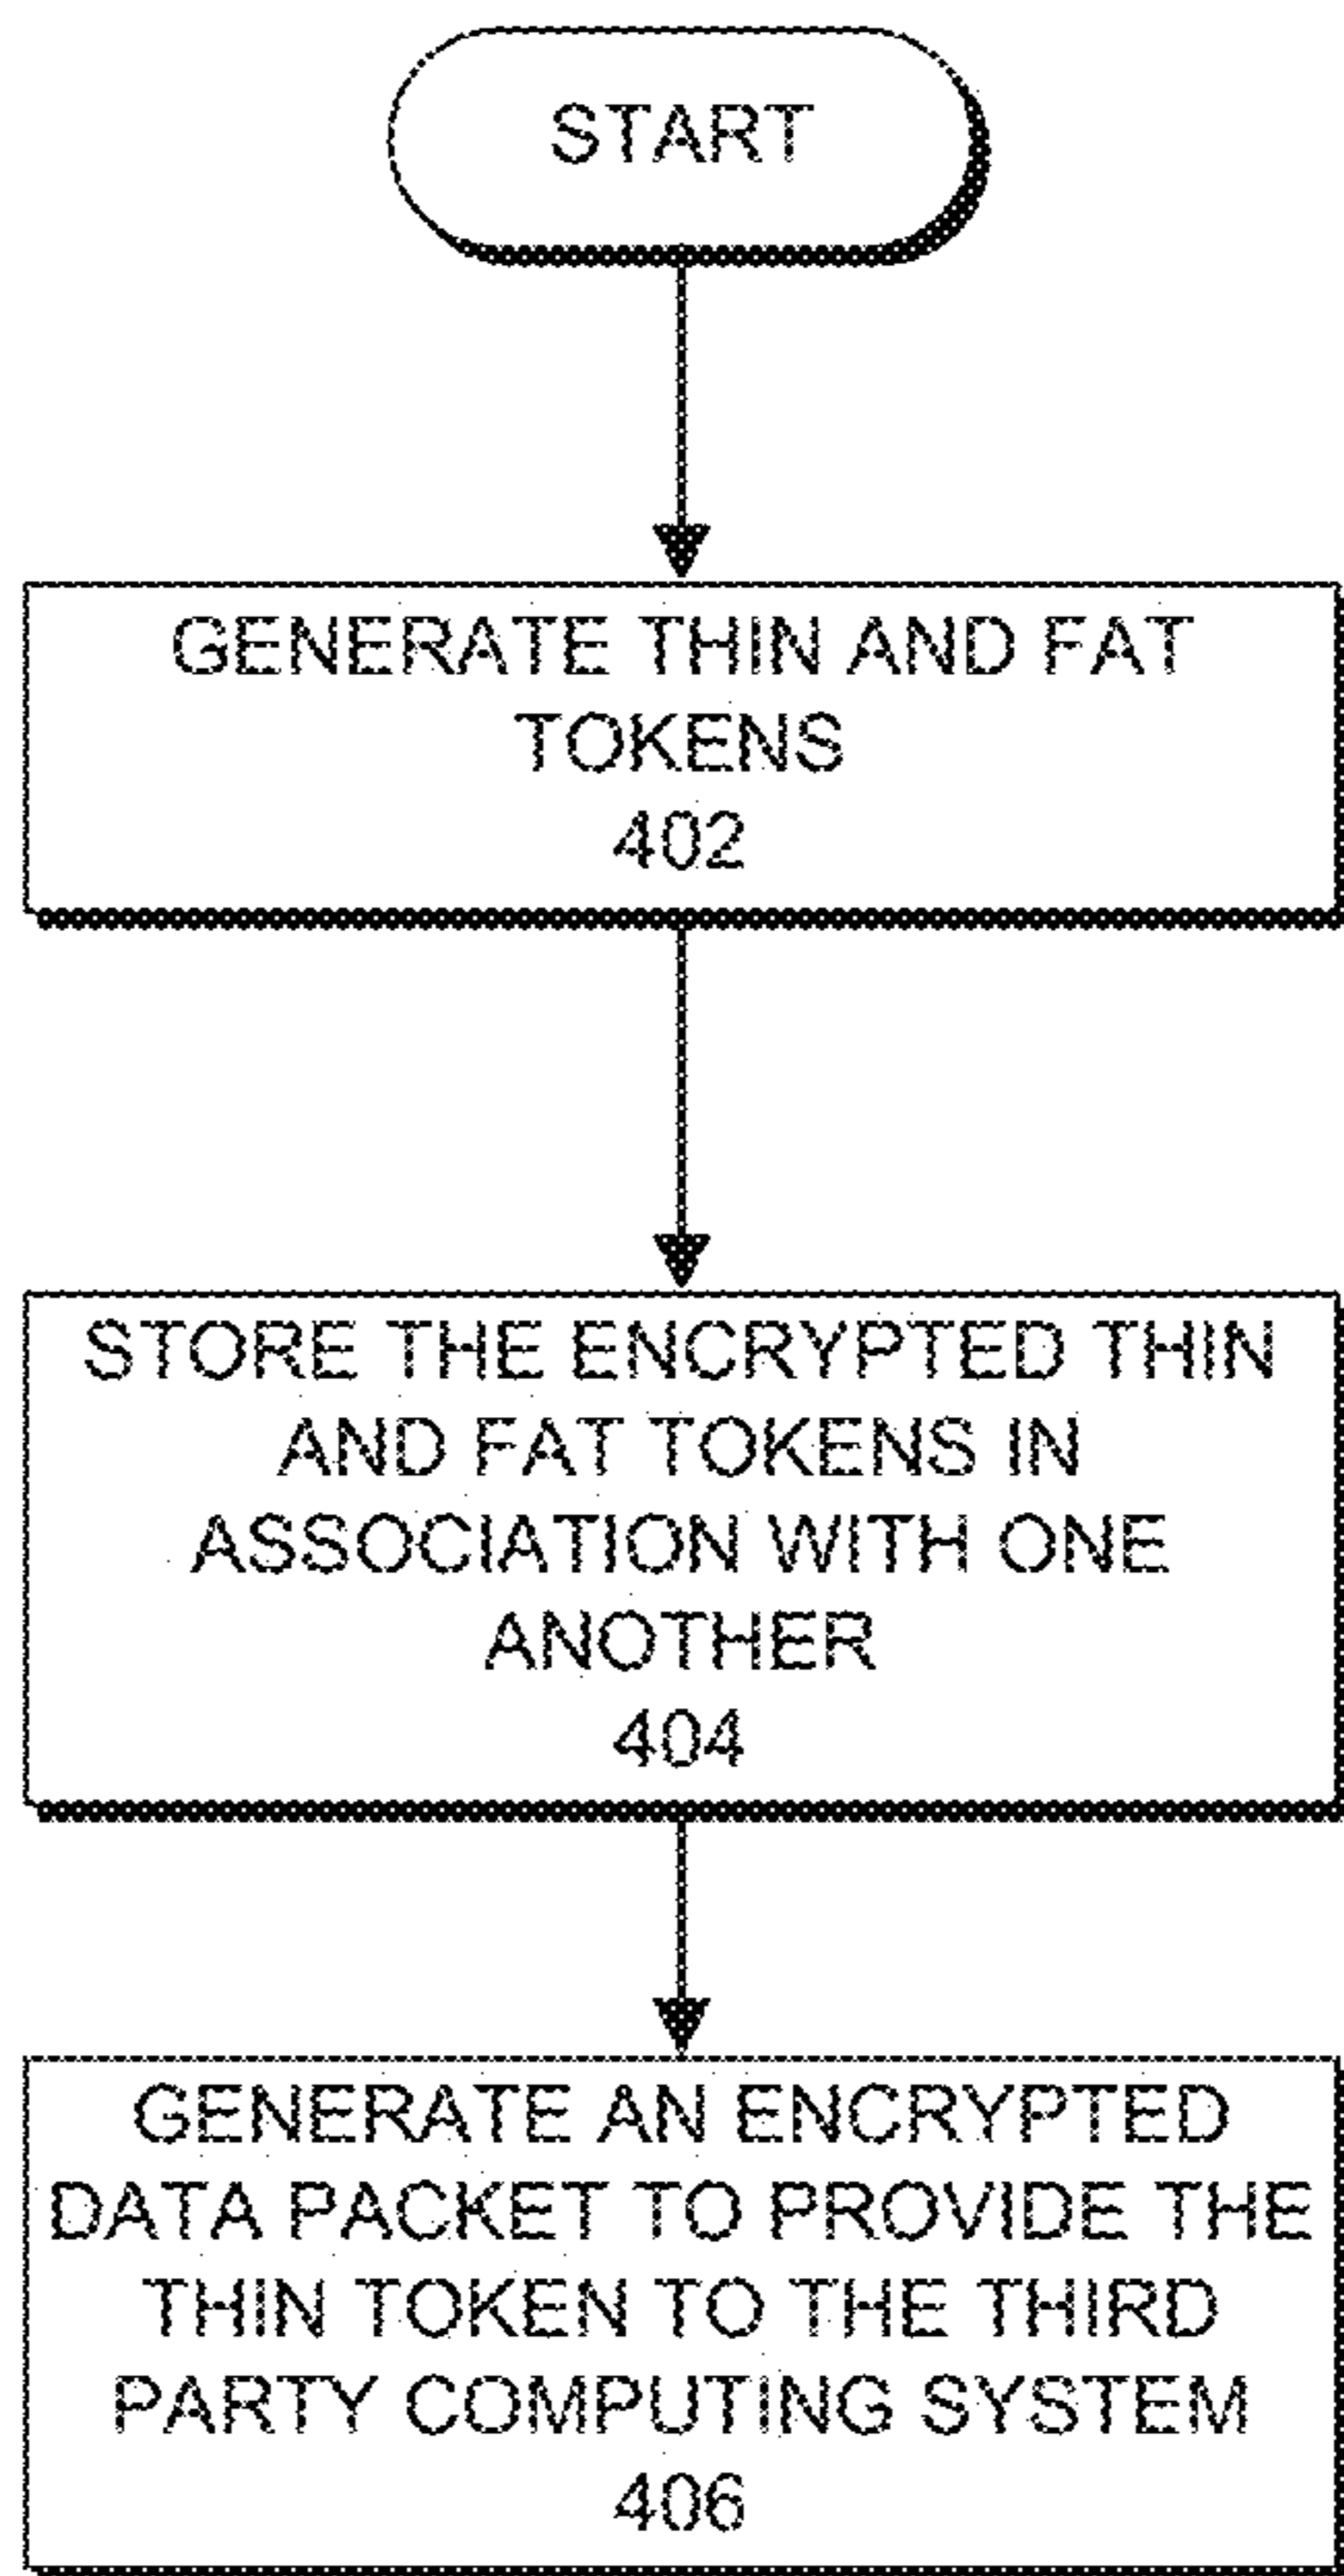 START
GENERATE THIN AND FAT
TOKENS
402
STORE THE ENCRYPTED THIN
AND FAT TOKENS IN
ASSOCIATION WITH ONE
ANOTHER
404
GENERATE AN ENCRYPTED
DATA PACKET TO PROVIDE THE
THIN TOKEN TO THE THIRD
PARTY COMPUTING SYSTEM
406